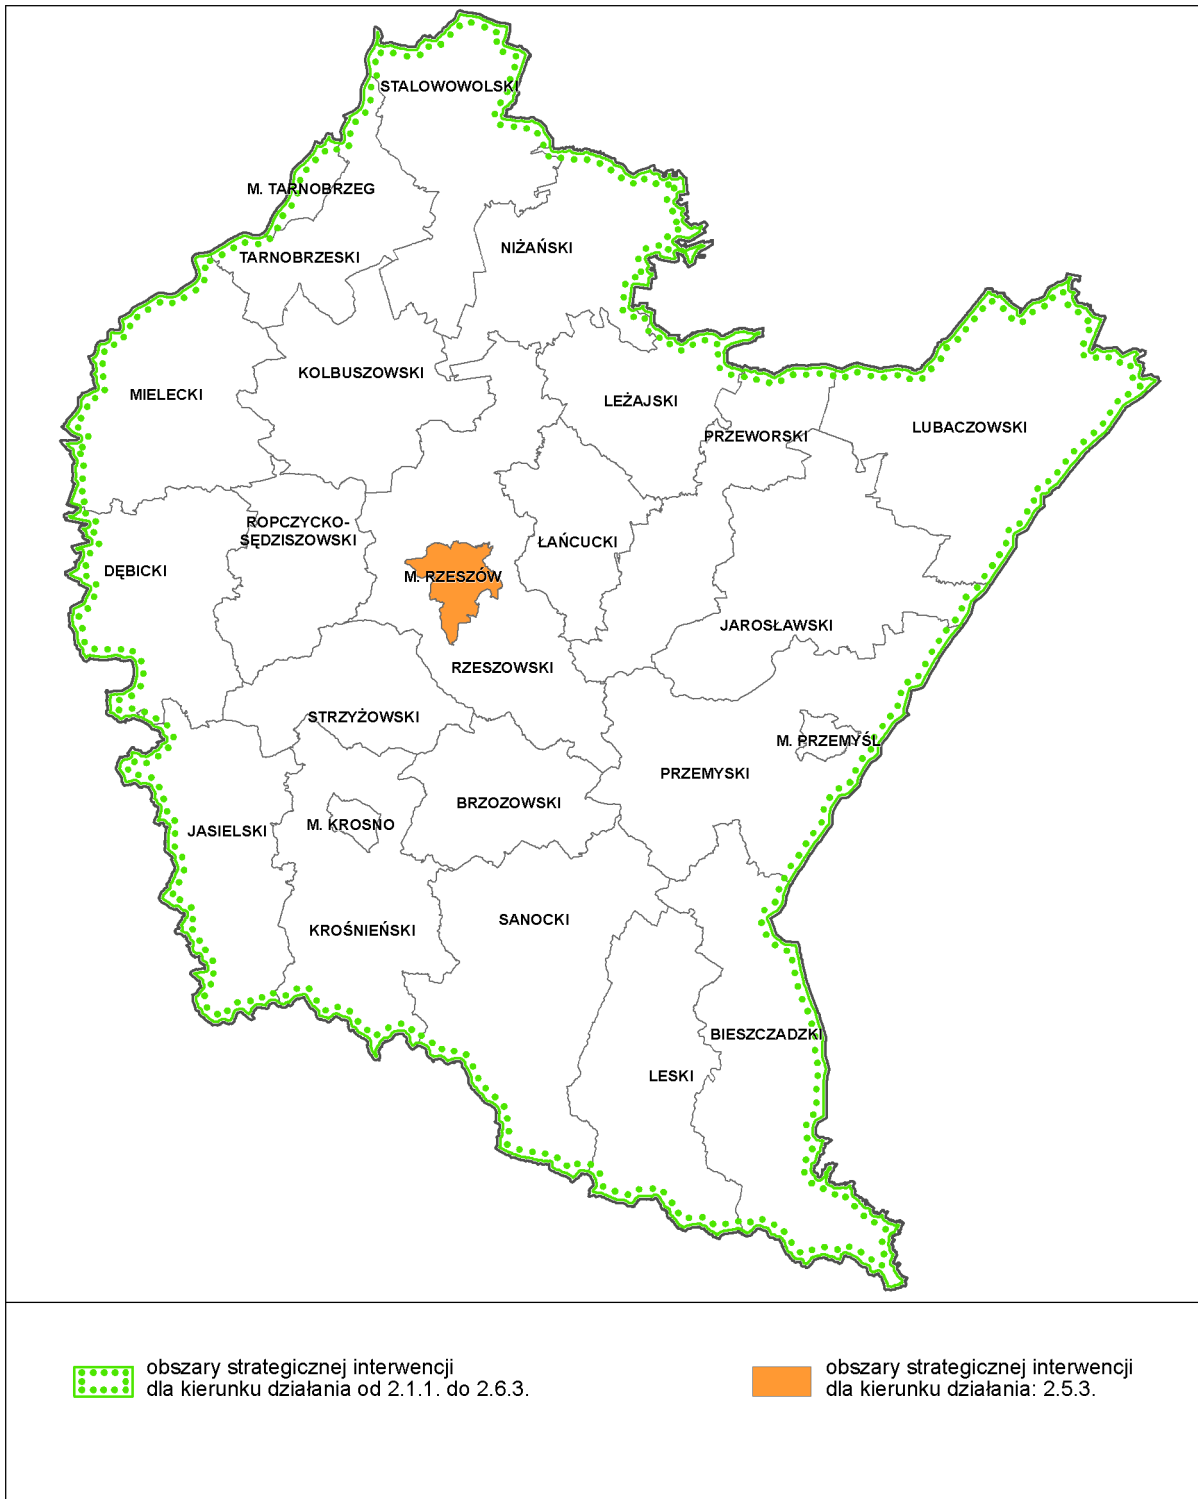 STALOWOWOLSKI
M. TARNOBRZEG
NIŻAŃSKI
TARNOBRZESKI
KOLBUSZOWSKI
MIELECKI
LEŻAJSKI
LUBACZOWSKI
PRZEWORSKI
ROPCZYCKO-
SĘDZISZOWSKI
ŁAŃCUCKI
DĘBICKI
M. RZESZÓW
JAROSŁAWSKI
RZESZOWSKI
STRZYŻOWSKI
M. PRZEMYŚL
PRZEMYSKI
BRZOZOWSKI
M. KROSNO
JASIELSKI
SANOCKI
KROŚNIEŃSKI
BIESZCZADZKI
LESKI
obszary strategicznej interwencji
dla kierunku działania od 2.1.1. do 2.6.3.
obszary strategicznej interwencji
dla kierunku działania: 2.5.3.